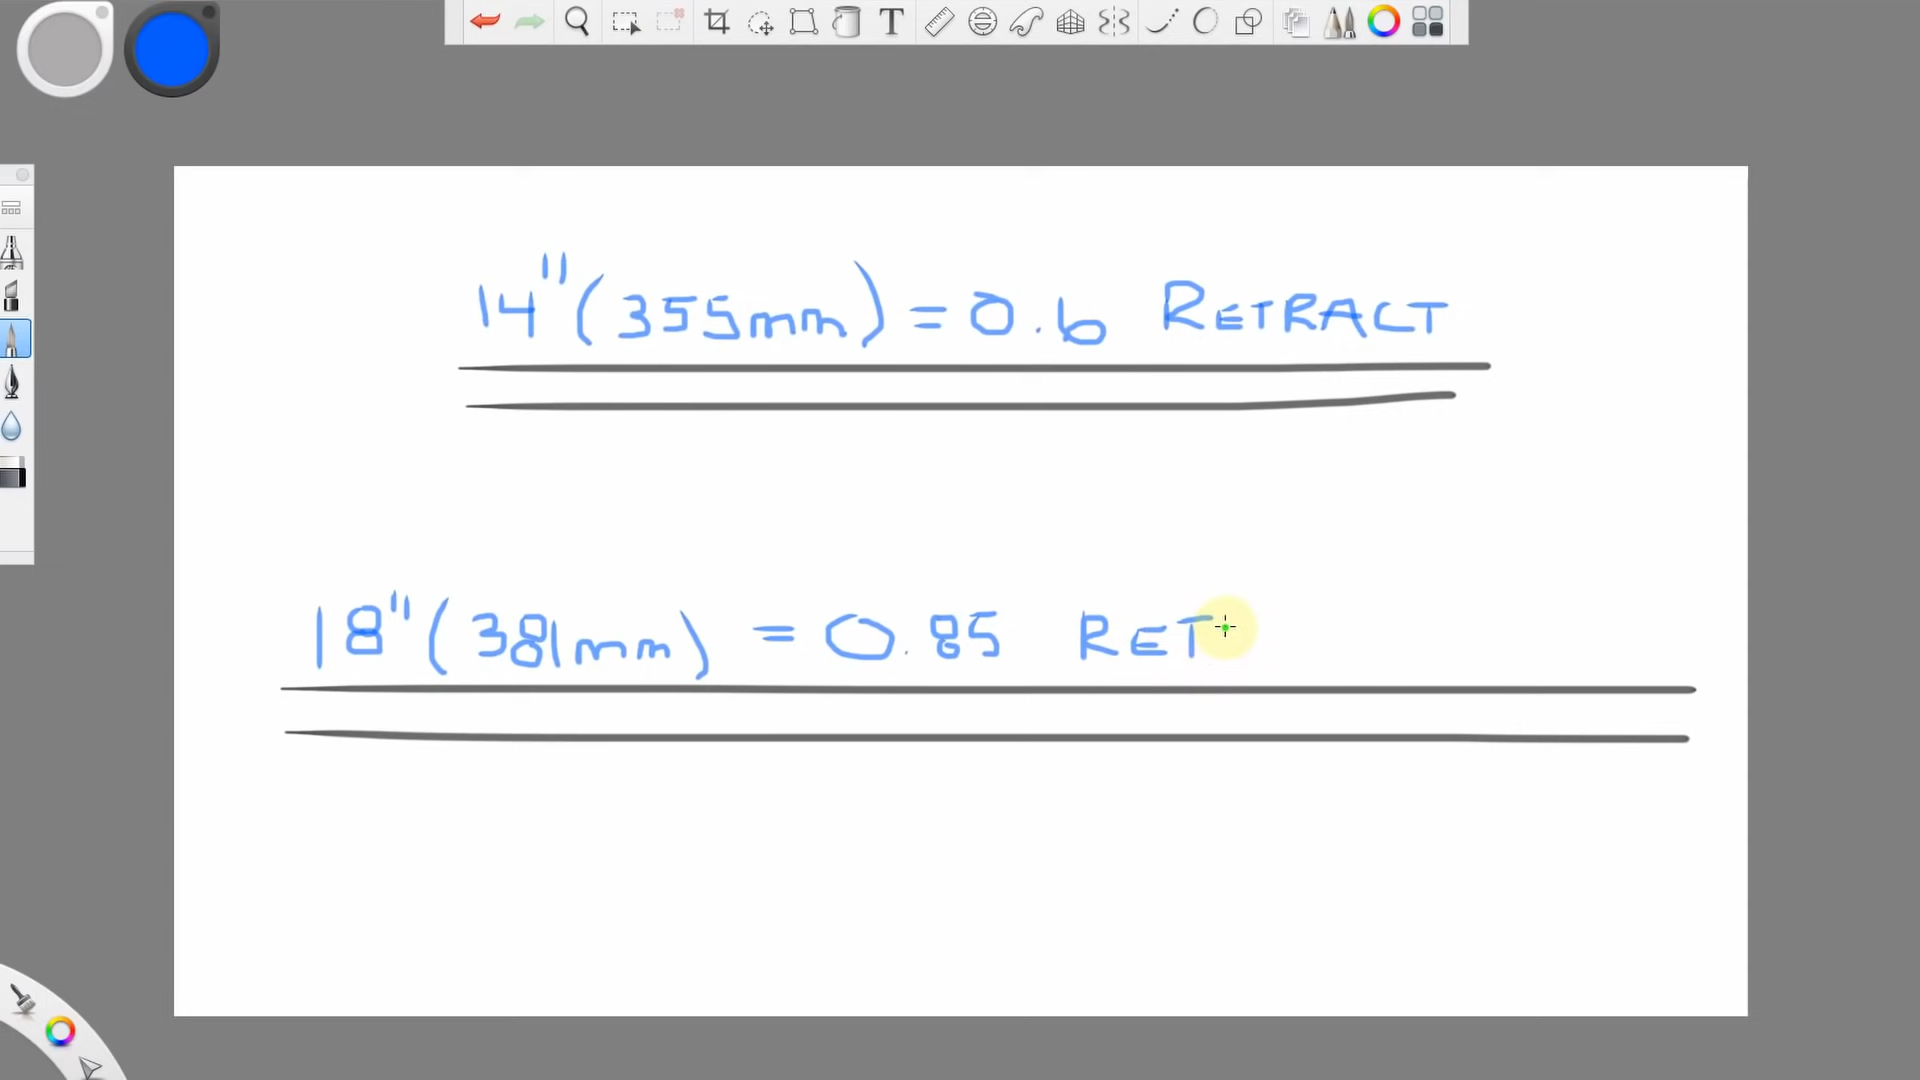 14"(355mm) = 0.6 RETRACT
18"(381mm) = 0.85 RET